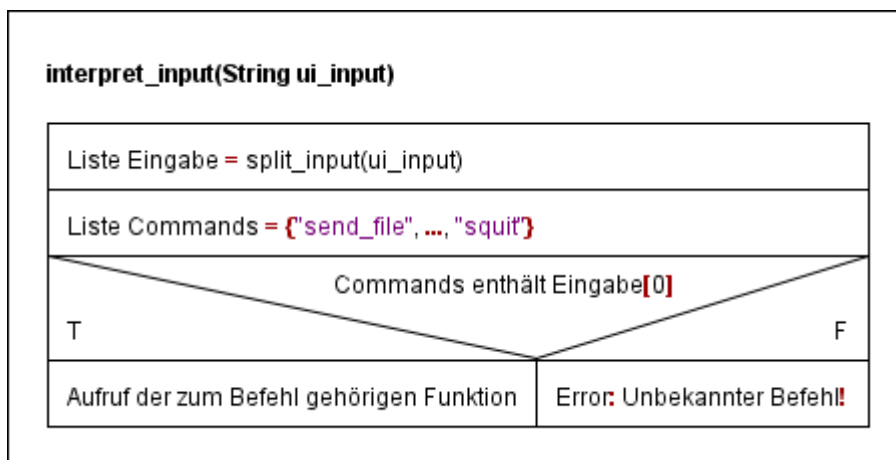 interpret_input(String ui_input)
Liste Eingabe = split_input(ui_input)
Liste Commands = {"send_file", ..., "squit"}
Commands enthält Eingabe[0]
T
F
Aufruf der zum Befehl gehörigen Funktion
Error: Unbekannter Befehl!